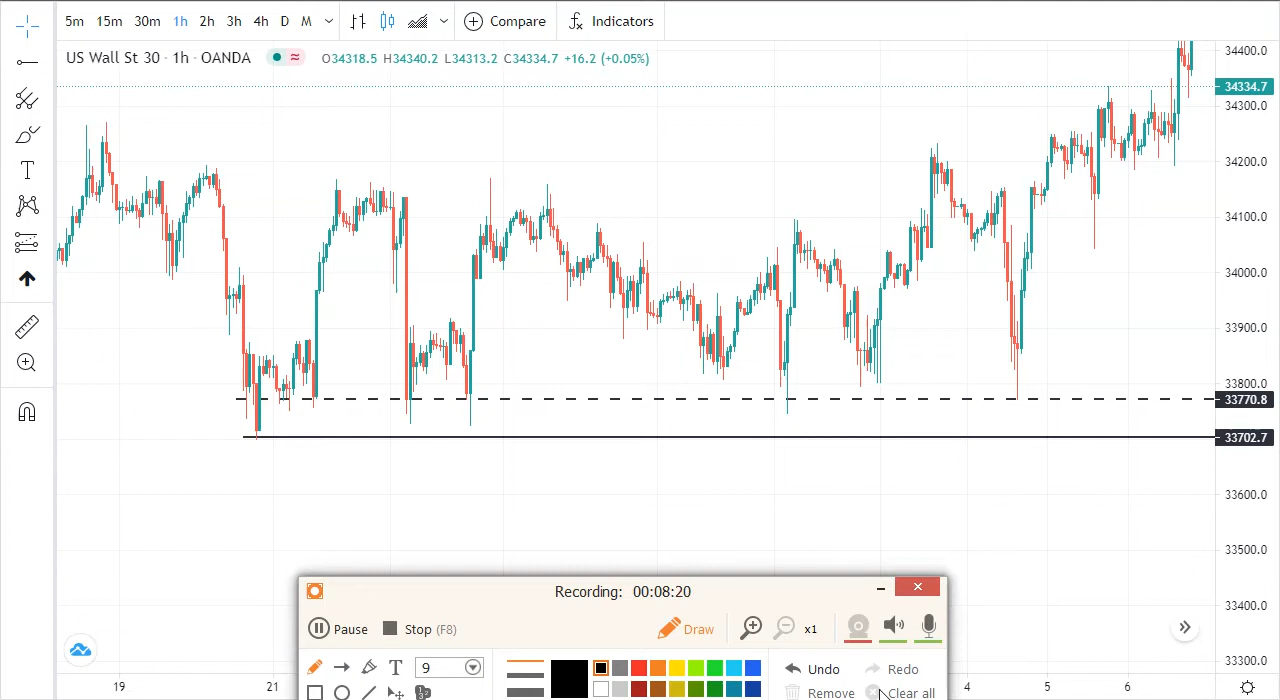 5m 15m 30m 1h 2h 3h 4h D M Compare Indicators
US Wall St 30 · 1h · OANDA O34318.5 H34340.2 L34313.2 C34334.7 +16.2 (+0.05%)
34400.0
34334.7
34300.0
34200.0
34100.0
34000.0
33900.0
33800.0
33770.8
33702.7
33600.0
33500.0
33400.0
33300.0
Recording: 00:08:20
Pause Stop (F8) Draw x1
T 9 Undo Redo
Remove Clear all
19 21 4 5 6